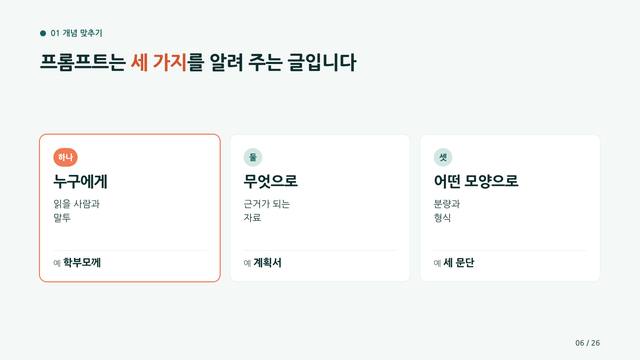 01 개념 맞추기
프롬프트는 세 가지를 알려 주는 글입니다
하나
누구에게
읽을 사람과
말투
예 학부모께
둘
무엇으로
근거가 되는
자료
예 계획서
셋
어떤 모양으로
분량과
형식
예 세 문단
06 / 26